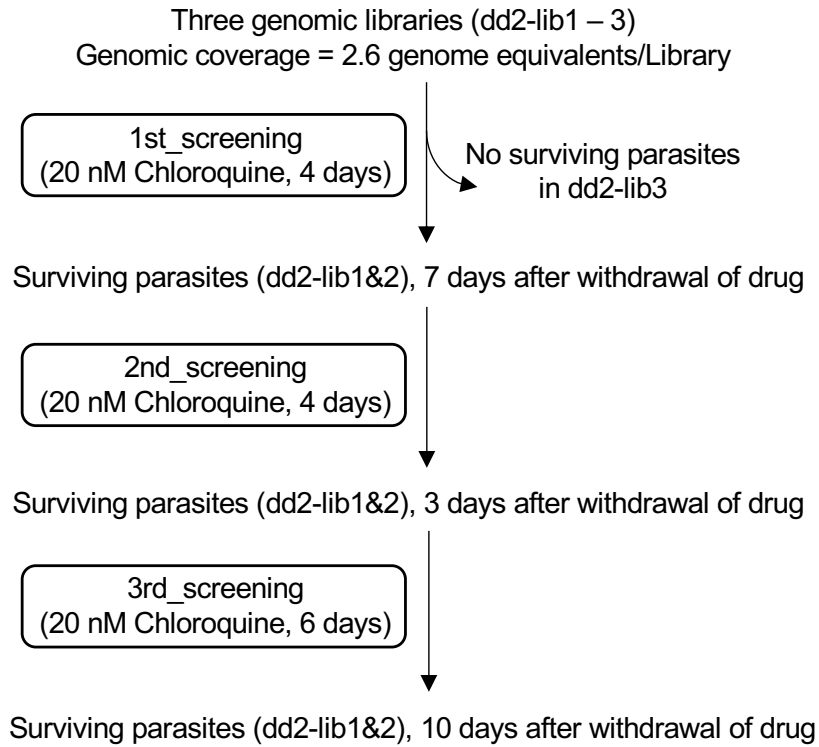 Three genomic libraries (dd2-lib1 – 3)
Genomic coverage = 2.6 genome equivalents/Library
1st_screening
(20 nM Chloroquine, 4 days)
No surviving parasites
in dd2-lib3
Surviving parasites (dd2-lib1&2), 7 days after withdrawal of drug
2nd_screening
(20 nM Chloroquine, 4 days)
Surviving parasites (dd2-lib1&2), 3 days after withdrawal of drug
3rd_screening
(20 nM Chloroquine, 6 days)
Surviving parasites (dd2-lib1&2), 10 days after withdrawal of drug